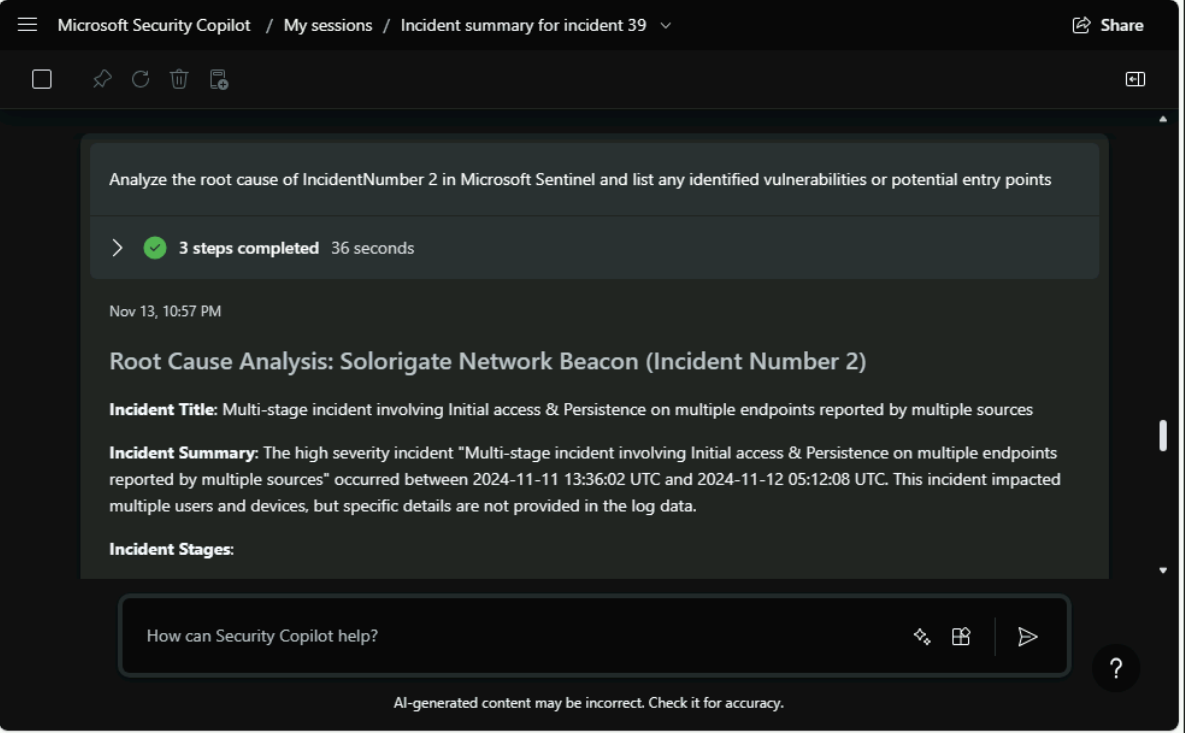 Microsoft Security Copilot / My sessions / Incident summary for incident 39
Share
Analyze the root cause of IncidentNumber 2 in Microsoft Sentinel and list any identified vulnerabilities or potential entry points
3 steps completed 36 seconds
Nov 13, 10:57 PM
Root Cause Analysis: Solorigate Network Beacon (Incident Number 2)
Incident Title: Multi-stage incident involving Initial access & Persistence on multiple endpoints reported by multiple sources
Incident Summary: The high severity incident "Multi-stage incident involving Initial access & Persistence on multiple endpoints
reported by multiple sources" occurred between 2024-11-11 13:36:02 UTC and 2024-11-12 05:12:08 UTC. This incident impacted
multiple users and devices, but specific details are not provided in the log data.
Incident Stages:
How can Security Copilot help?
?
AI-generated content may be incorrect. Check it for accuracy.